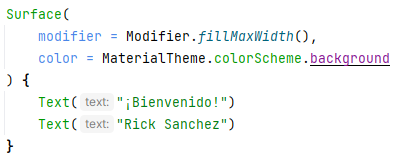 Surface(
    modifier = Modifier.fillMaxWidth(),
    color = MaterialTheme.colorScheme.background
) {
    Text( text: "¡Bienvenido!")
    Text( text: "Rick Sanchez")
}